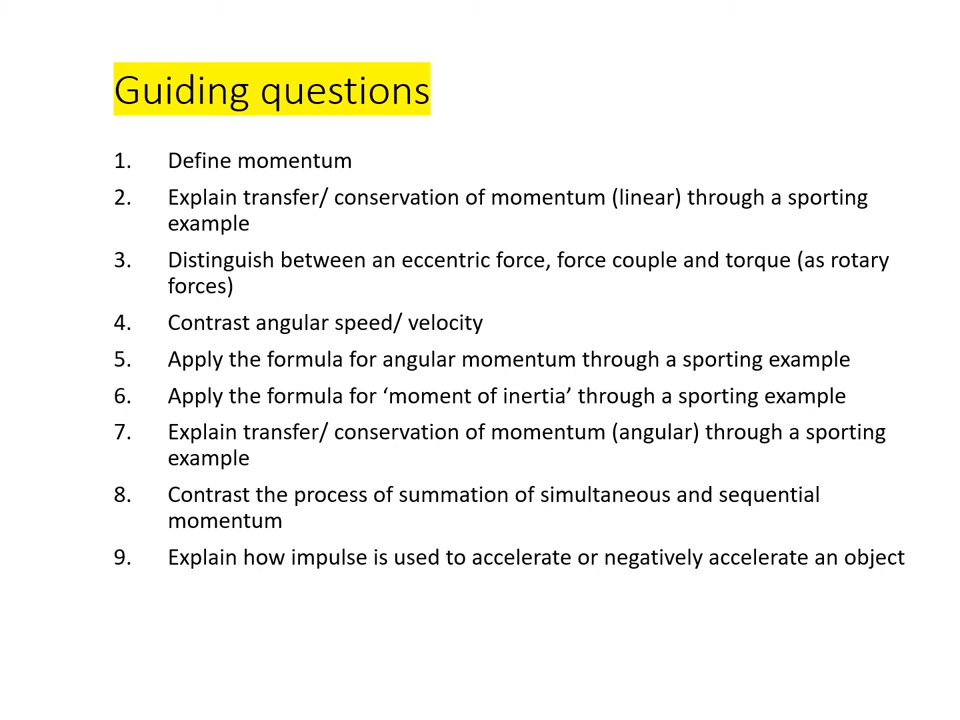 Guiding questions
1. Define momentum
2. Explain transfer/ conservation of momentum (linear) through a sporting
example
3. Distinguish between an eccentric force, force couple and torque (as rotary
forces)
4. Contrast angular speed/ velocity
5. Apply the formula for angular momentum through a sporting example
6. Apply the formula for ‘moment of inertia’ through a sporting example
7. Explain transfer/ conservation of momentum (angular) through a sporting
example
8. Contrast the process of summation of simultaneous and sequential
momentum
9. Explain how impulse is used to accelerate or negatively accelerate an object